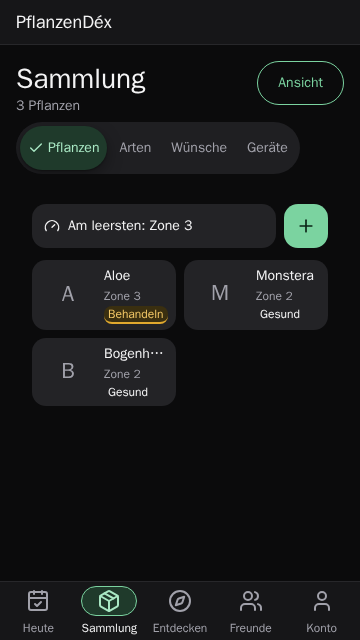 PflanzenDéx
Sammlung
Ansicht
3 Pflanzen
Pflanzen Arten Wünsche Geräte
Am leersten: Zone 3
A
Aloe
Zone 3
Behandeln
M
Monstera
Zone 2
Gesund
B
Bogenh···
Zone 2
Gesund
Heute Sammlung Entdecken Freunde Konto